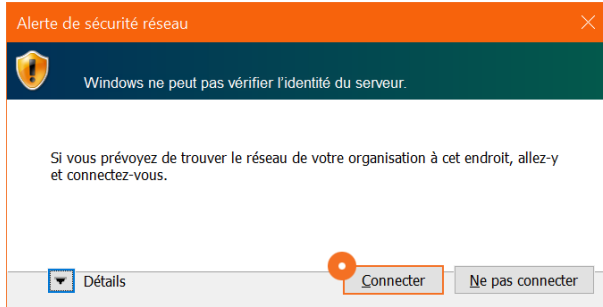 Alerte de sécurité réseau
Windows ne peut pas vérifier l'identité du serveur.
Si vous prévoyez de trouver le réseau de votre organisation à cet endroit, allez-y
et connectez-vous.
Détails
Connecter
Ne pas connecter